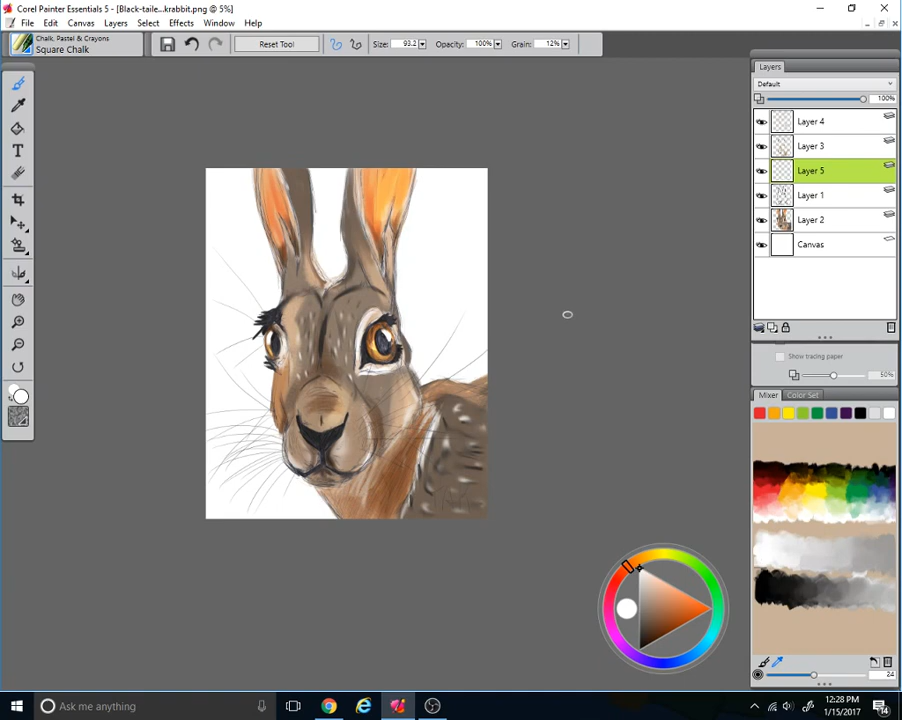 Corel Painter Essentials 5 - [Black-taile...krabbit.png @ 5%]
File Edit Canvas Layers Select Effects Window Help
Chalk, Pastel & Crayons
Square Chalk
Reset Tool
Size: 93.2
Opacity: 100%
Grain: 12%
Layers
Default
100%
Layer 4
Layer 3
Layer 5
Layer 1
Layer 2
Canvas
Show tracing paper
50%
Mixer Color Set
24
Ask me anything
12:28 PM
1/15/2017
14